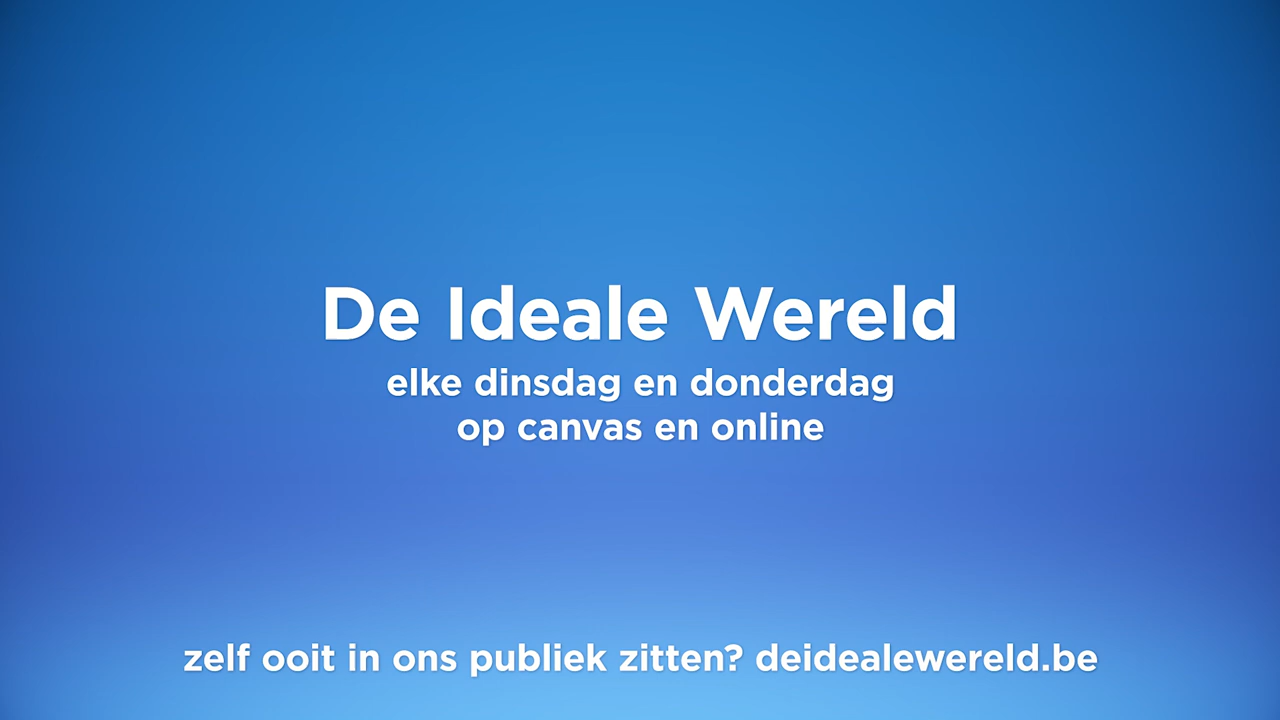 De Ideale Wereld
elke dinsdag en donderdag
op canvas en online
zelf ooit in ons publiek zitten? deidealewereld.be